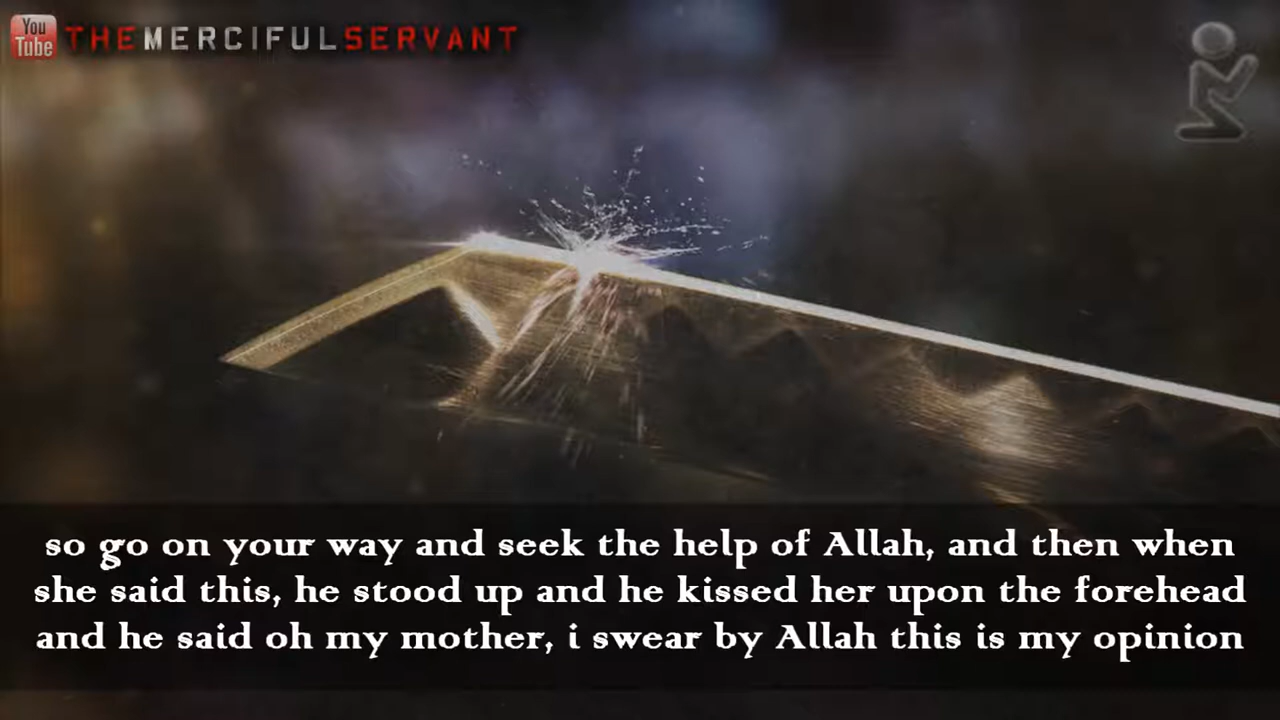 You
Tube
THEMERCIFULSERVANT
so go on your way and seek the help of Allah, and then when
she said this, he stood up and he kissed her upon the forehead
and he said oh my mother, i swear by Allah this is my opinion